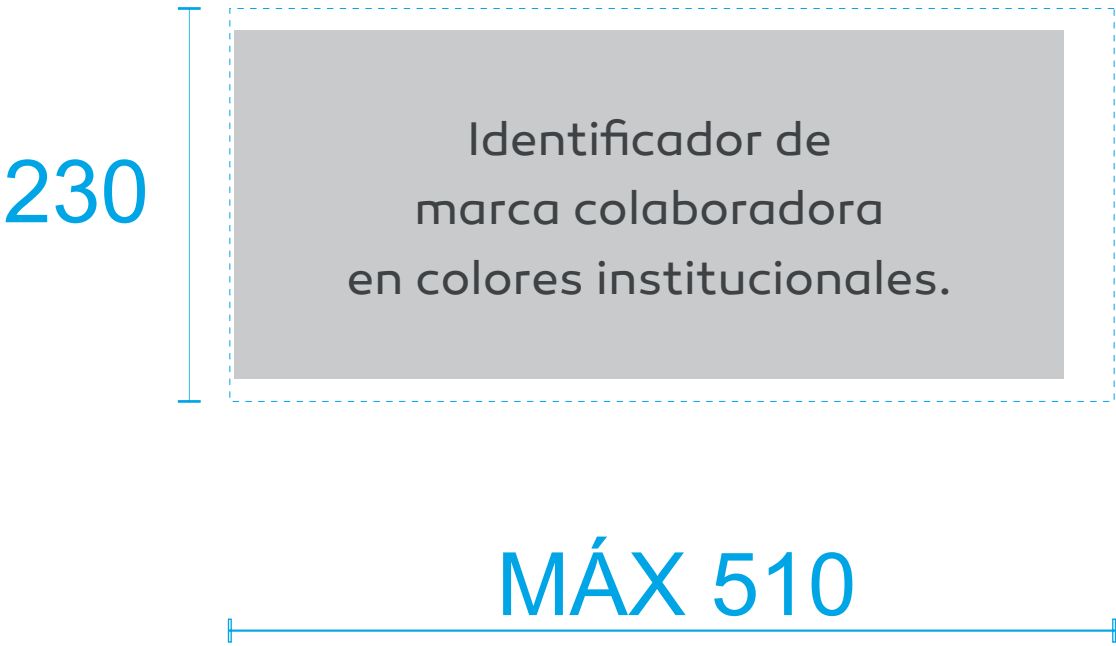 230
Identificador de
marca colaboradora
en colores institucionales.
MÁX 510